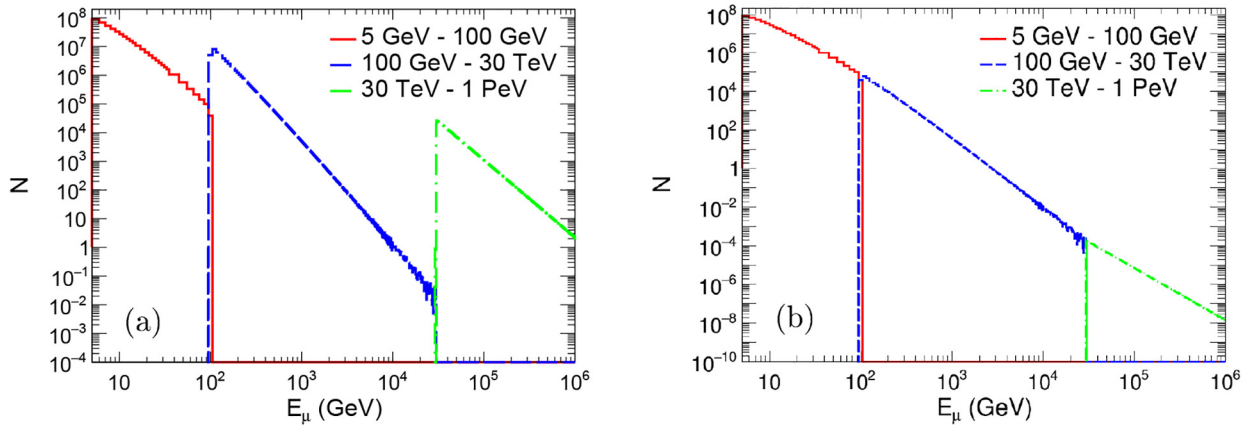 10⁸
10⁷
10⁶
10⁵
10⁴
10³
10²
10
1
10⁻¹
10⁻²
10⁻³
10⁻⁴
N
5 GeV - 100 GeV
100 GeV - 30 TeV
30 TeV - 1 PeV
(a)
10 10² 10³ 10⁴ 10⁵ 10⁶
E_μ (GeV)
10⁸
10⁶
10⁴
10²
1
10⁻²
10⁻⁴
10⁻⁶
10⁻⁸
10⁻¹⁰
N
5 GeV - 100 GeV
100 GeV - 30 TeV
30 TeV - 1 PeV
(b)
10 10² 10³ 10⁴ 10⁵ 10⁶
E_μ (GeV)